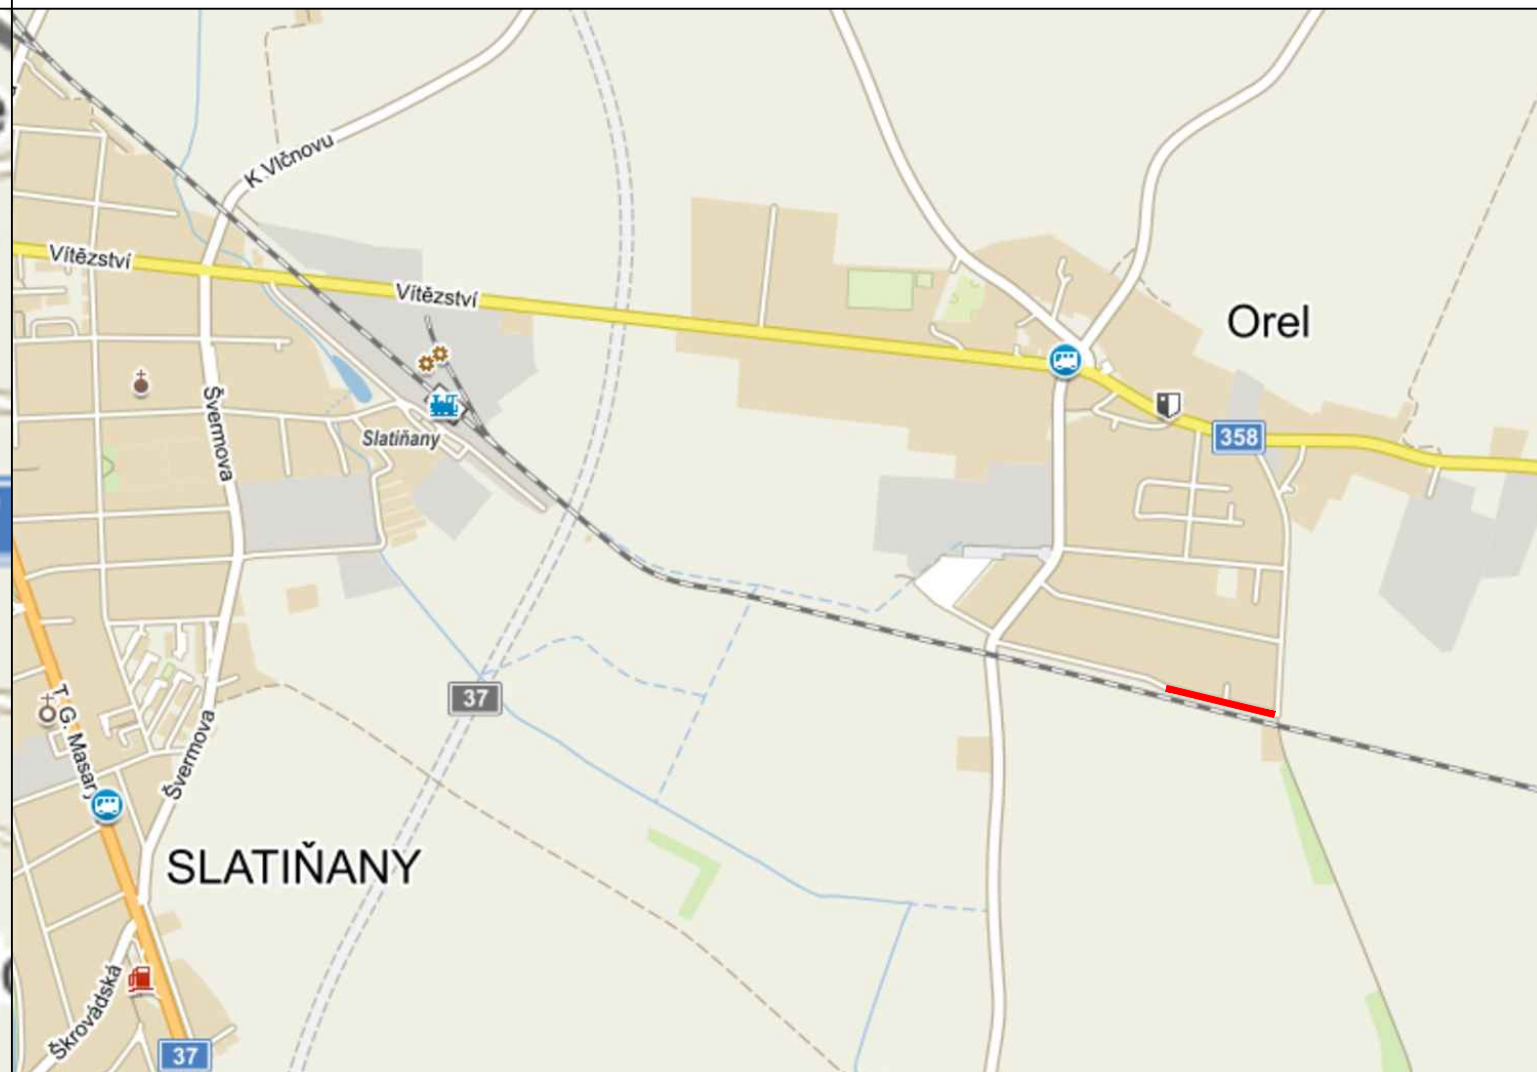 K Vlčnovu
Vítězství
Vítězství
Orel
Švermova
Slatiňany
358
37
T. G. Masar
Švermova
SLATIŇANY
Škrovádská
37